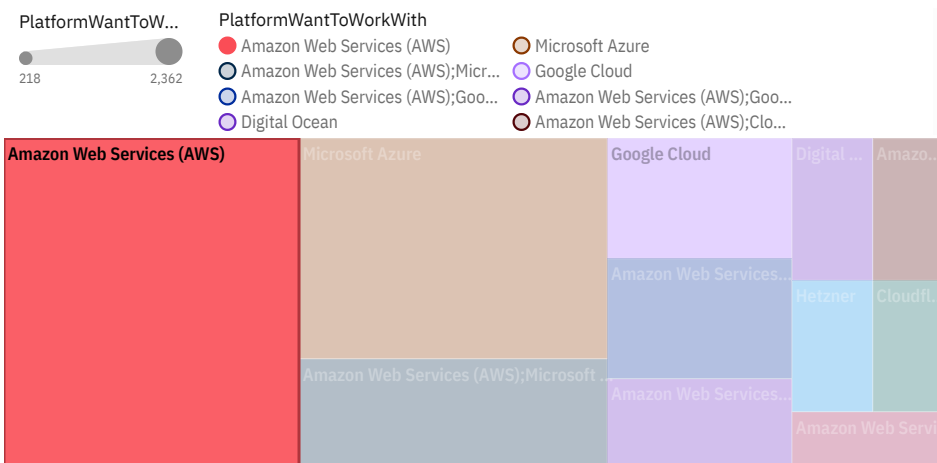 PlatformWantToW...
218
2,362
PlatformWantToWorkWith
Amazon Web Services (AWS)
Microsoft Azure
Amazon Web Services (AWS);Micr...
Google Cloud
Amazon Web Services (AWS);Goo...
Amazon Web Services (AWS);Goo...
Digital Ocean
Amazon Web Services (AWS);Clo...
Amazon Web Services (AWS)
Microsoft Azure
Google Cloud
Digital ...
Amazo...
Amazon Web Services...
Hetzner
Cloudfl...
Amazon Web Services (AWS);Microsoft ...
Amazon Web Services...
Amazon Web Servi